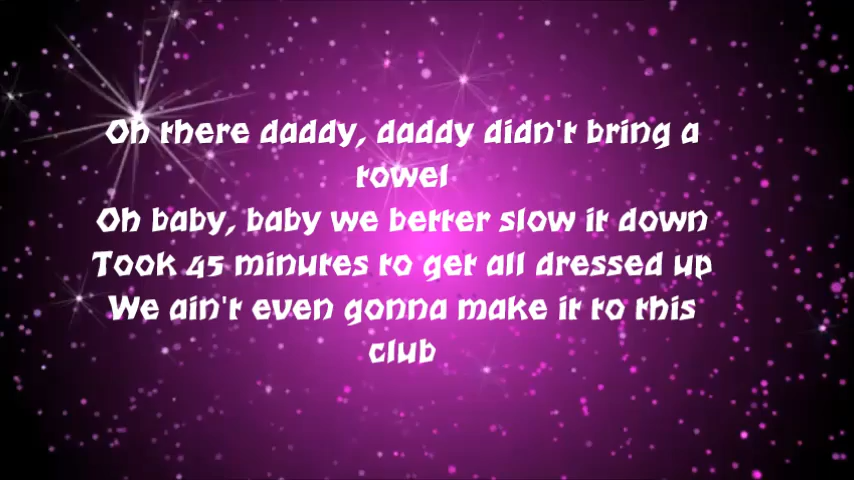 Oh there daddy, daddy didn't bring a
towel
Oh baby, baby we better slow it down
Took 45 minutes to get all dressed up
We ain't even gonna make it to this
club